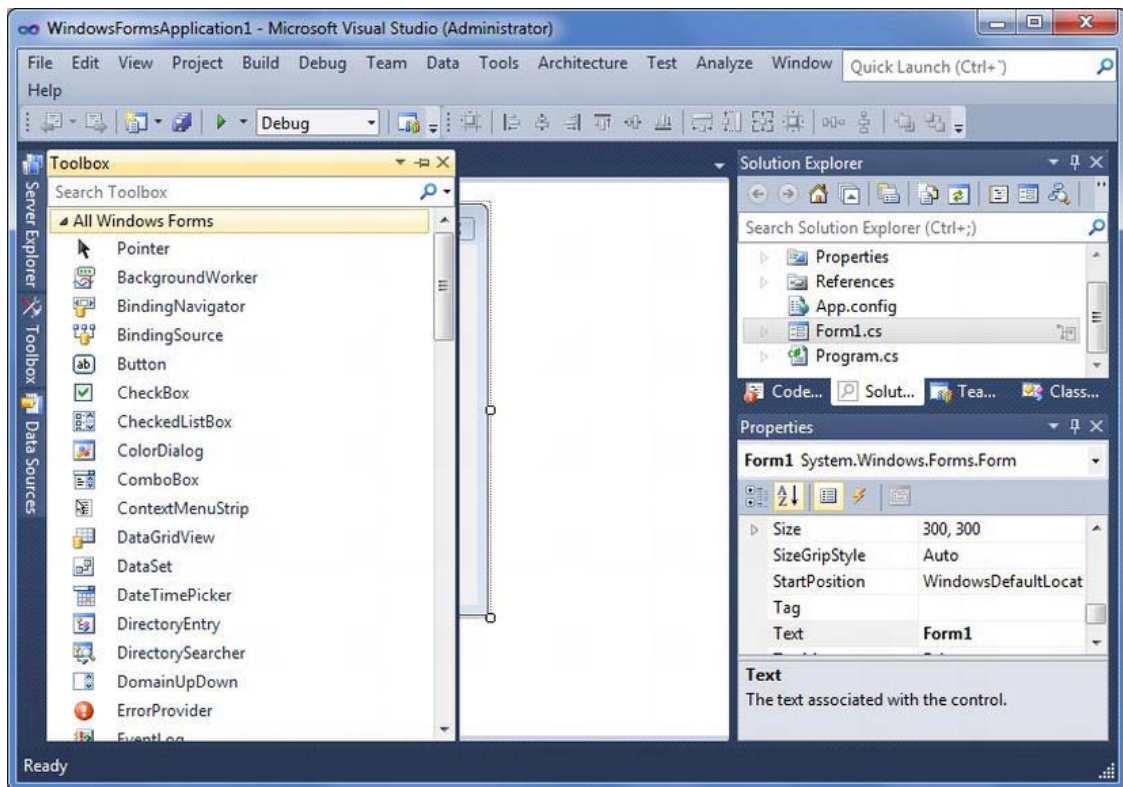 WindowsFormsApplication1 - Microsoft Visual Studio (Administrator)
File Edit View Project Build Debug Team Data Tools Architecture Test Analyze Window Quick Launch (Ctrl+`)
Help
Debug
Server Explorer
Toolbox
Data Sources
Toolbox
Search Toolbox
All Windows Forms
Pointer
BackgroundWorker
BindingNavigator
BindingSource
Button
CheckBox
CheckedListBox
ColorDialog
ComboBox
ContextMenuStrip
DataGridView
DataSet
DateTimePicker
DirectoryEntry
DirectorySearcher
DomainUpDown
ErrorProvider
EventLog
Solution Explorer
Search Solution Explorer (Ctrl+;)
Properties
References
App.config
Form1.cs
Program.cs
Code... Solut... Tea... Class...
Properties
Form1 System.Windows.Forms.Form
Size 300, 300
SizeGripStyle Auto
StartPosition WindowsDefaultLocat
Tag
Text Form1
Text
The text associated with the control.
Ready